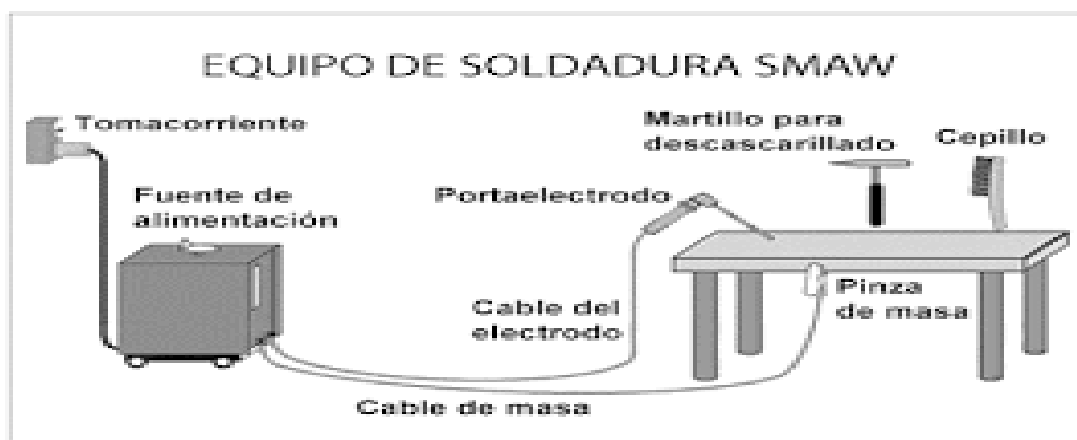 EQUIPO DE SOLDADURA SMAW
Tomacorriente
Martillo para
descascarillado
Cepillo
Fuente de
alimentación
Portaelectrodo
Cable del
electrodo
Pinza
de masa
Cable de masa